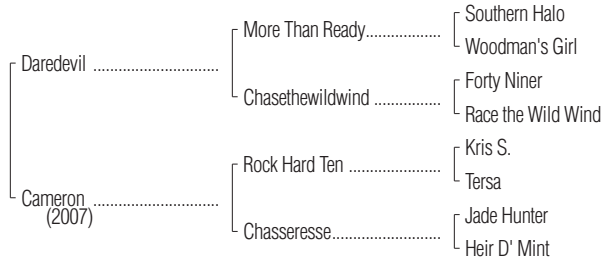 Southern Halo
More Than Ready..................
Woodman's Girl
Daredevil ..............................
Forty Niner
Chasethewildwind ................
Race the Wild Wind
Kris S.
Rock Hard Ten ......................
Tersa
Cameron ..............................
(2007)
Jade Hunter
Chasseresse..........................
Heir D' Mint